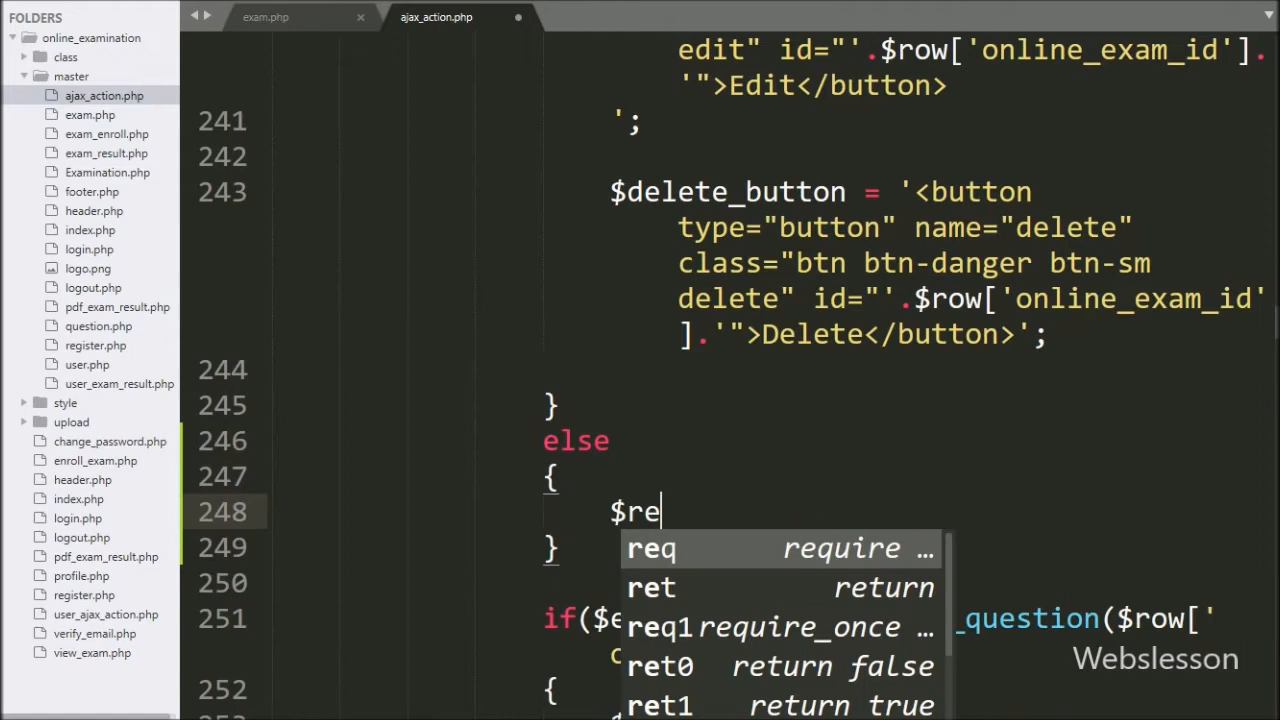 FOLDERS
online_examination
class
master
ajax_action.php
exam.php
exam_enroll.php
exam_result.php
Examination.php
footer.php
header.php
index.php
login.php
logo.png
logout.php
pdf_exam_result.php
question.php
register.php
user.php
user_exam_result.php
style
upload
change_password.php
enroll_exam.php
header.php
index.php
login.php
logout.php
pdf_exam_result.php
profile.php
register.php
user_ajax_action.php
verify_email.php
view_exam.php
exam.php
ajax_action.php
edit" id="'.$row['online_exam_id'].
'">Edit</button>
241 ';
242
243 $delete_button = '<button
type="button" name="delete"
class="btn btn-danger btn-sm
delete" id="'.$row['online_exam_id'
].'">Delete</button>';
244
245 }
246 else
247 {
248 $re
249 }
req require …
ret return
req1 require_once …
ret0 return false
ret1 return true
250
251 if($e _question($row['
252 {
Webslesson